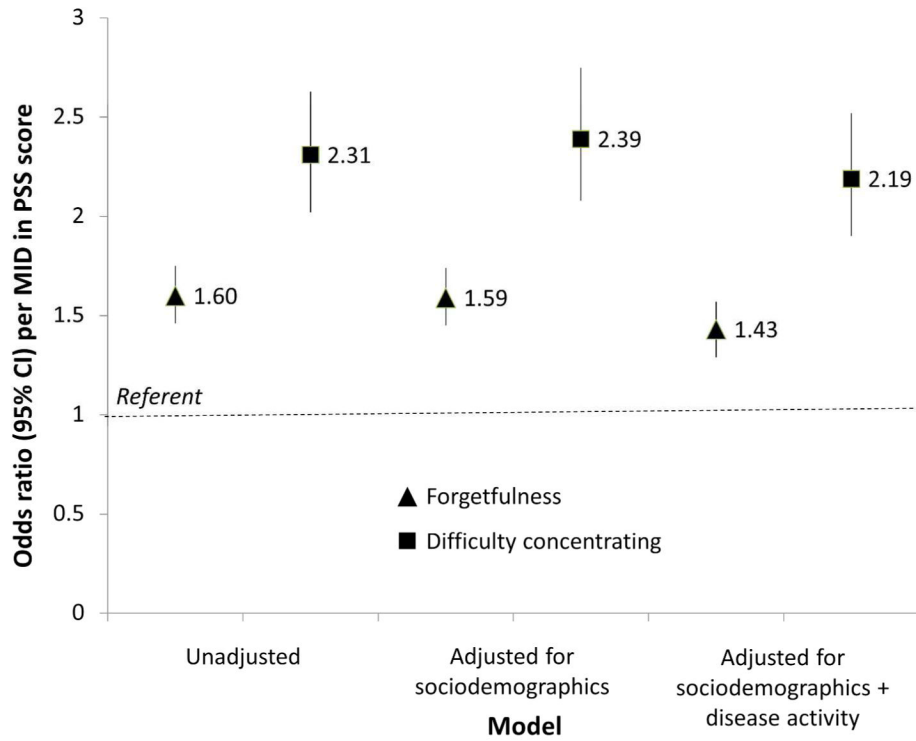 Odds ratio (95% CI) per MID in PSS score
3
2.5
2
1.5
1
0.5
0
2.31
2.39
2.19
1.60
1.59
1.43
Referent
Forgetfulness
Difficulty concentrating
Unadjusted
Adjusted for
sociodemographics
Adjusted for
sociodemographics +
disease activity
Model